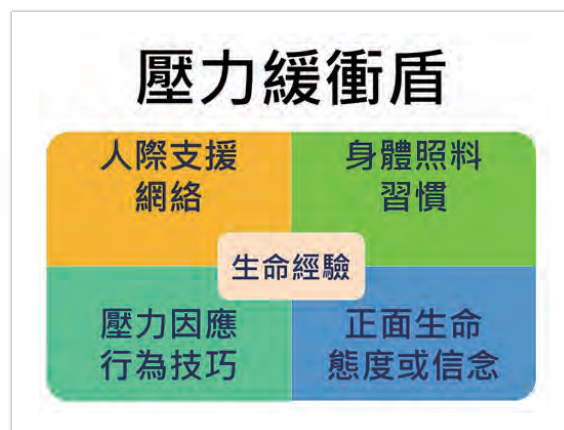 壓力緩衝盾
人際支援
網絡
身體照料
習慣
生命經驗
壓力因應
行為技巧
正面生命
態度或信念